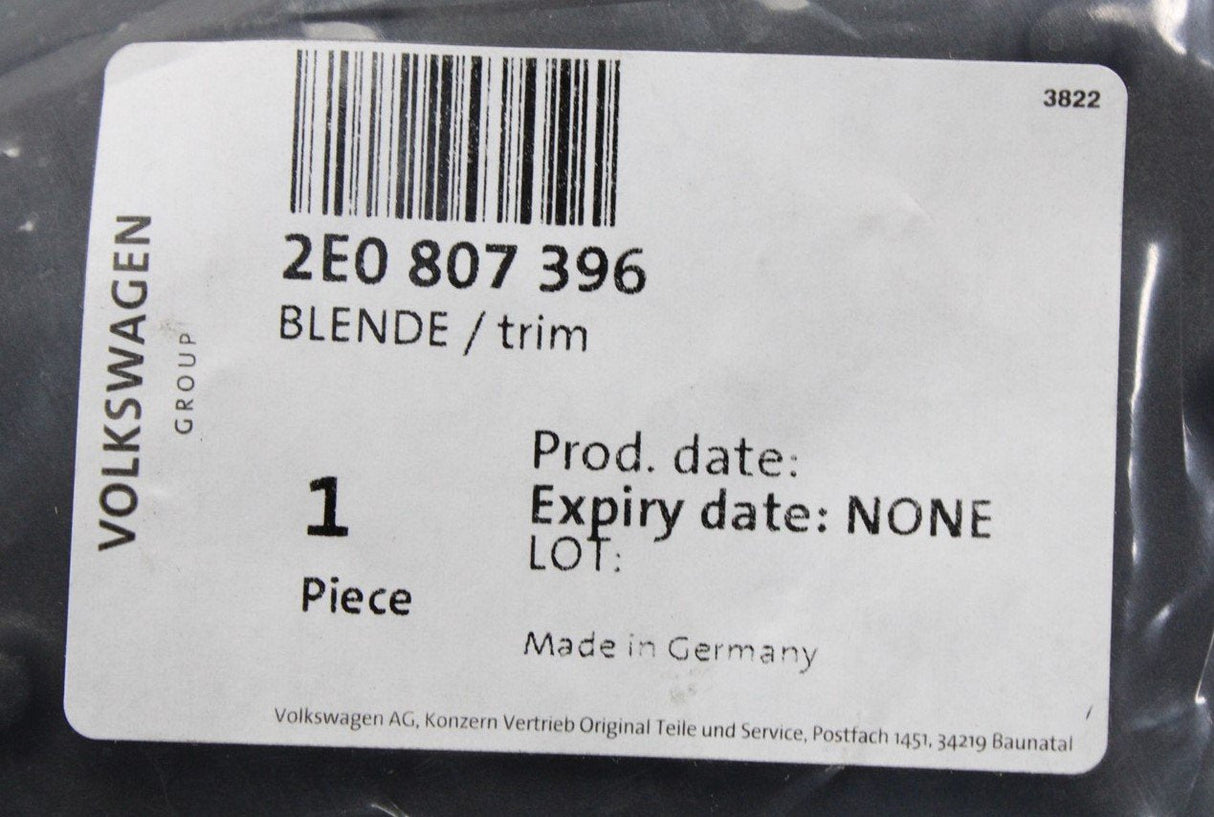 3822
2E0 807 396
BLENDE / trim
VOLKSWAGEN
GROUP
1
Piece
Prod. date:
Expiry date: NONE
LOT:
Made in Germany
Volkswagen AG, Konzern Vertrieb Original Teile und Service, Postfach 1451, 34219 Baunatal